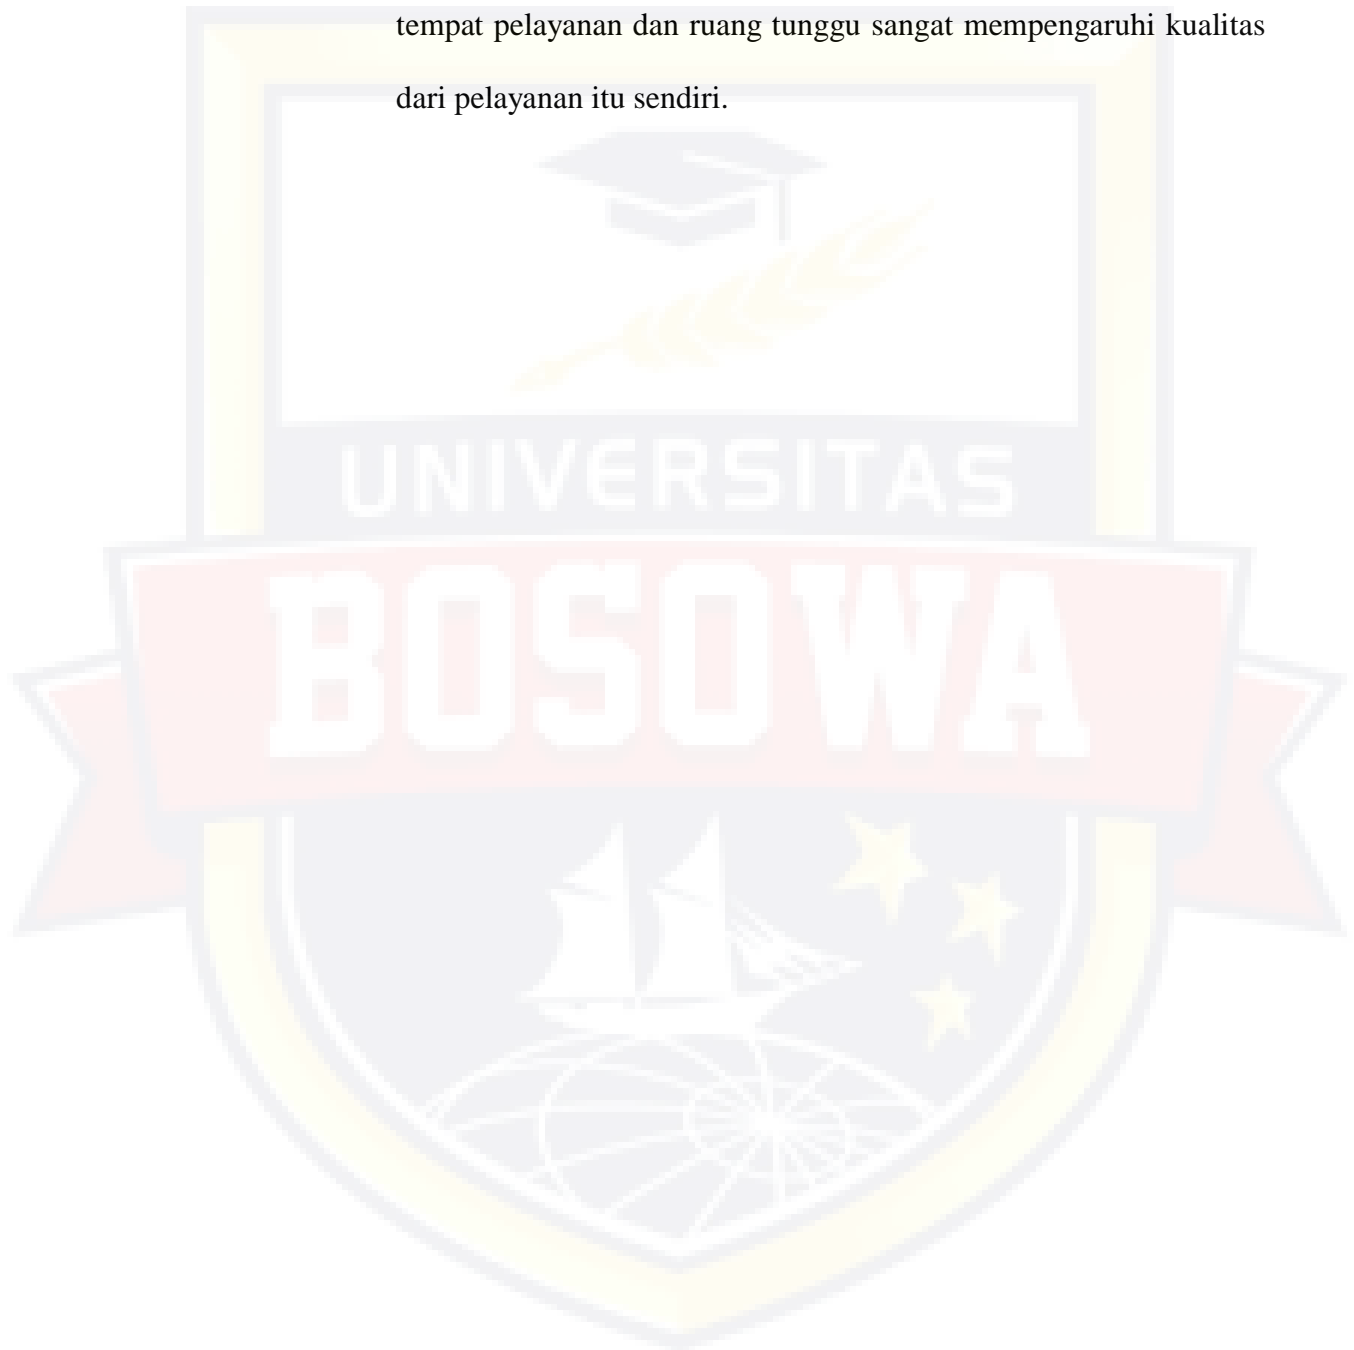 tempat pelayanan dan ruang tunggu sangat mempengaruhi kualitas
dari pelayanan itu sendiri.
UNIVERSITAS
BOSOWA